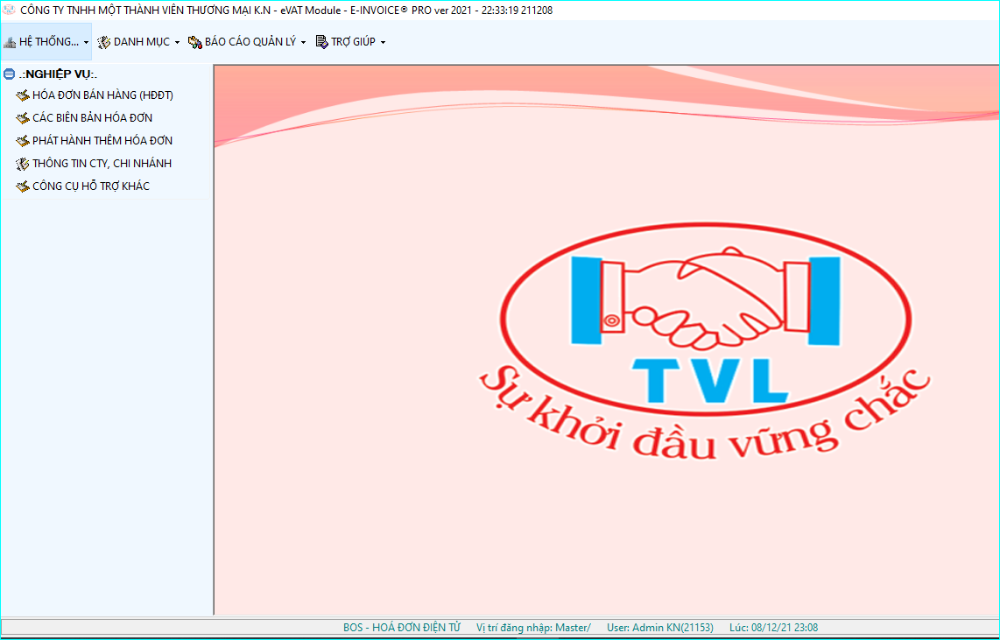 CÔNG TY TNHH MỘT THÀNH VIÊN THƯƠNG MẠI K.N - eVAT Module - E-INVOICE® PRO ver 2021 - 22:33:19 211208
HỆ THỐNG... DANH MỤC BÁO CÁO QUẢN LÝ TRỢ GIÚP
.:NGHIỆP VỤ:.
HÓA ĐƠN BÁN HÀNG (HĐĐT)
CÁC BIÊN BẢN HÓA ĐƠN
PHÁT HÀNH THÊM HÓA ĐƠN
THÔNG TIN CTY, CHI NHÁNH
CÔNG CỤ HỖ TRỢ KHÁC
TVL
Sự khởi đầu vững chắc
BOS - HOÁ ĐƠN ĐIỆN TỬ Vị trí đăng nhập: Master/ User: Admin KN(21153) Lúc: 08/12/21 23:08